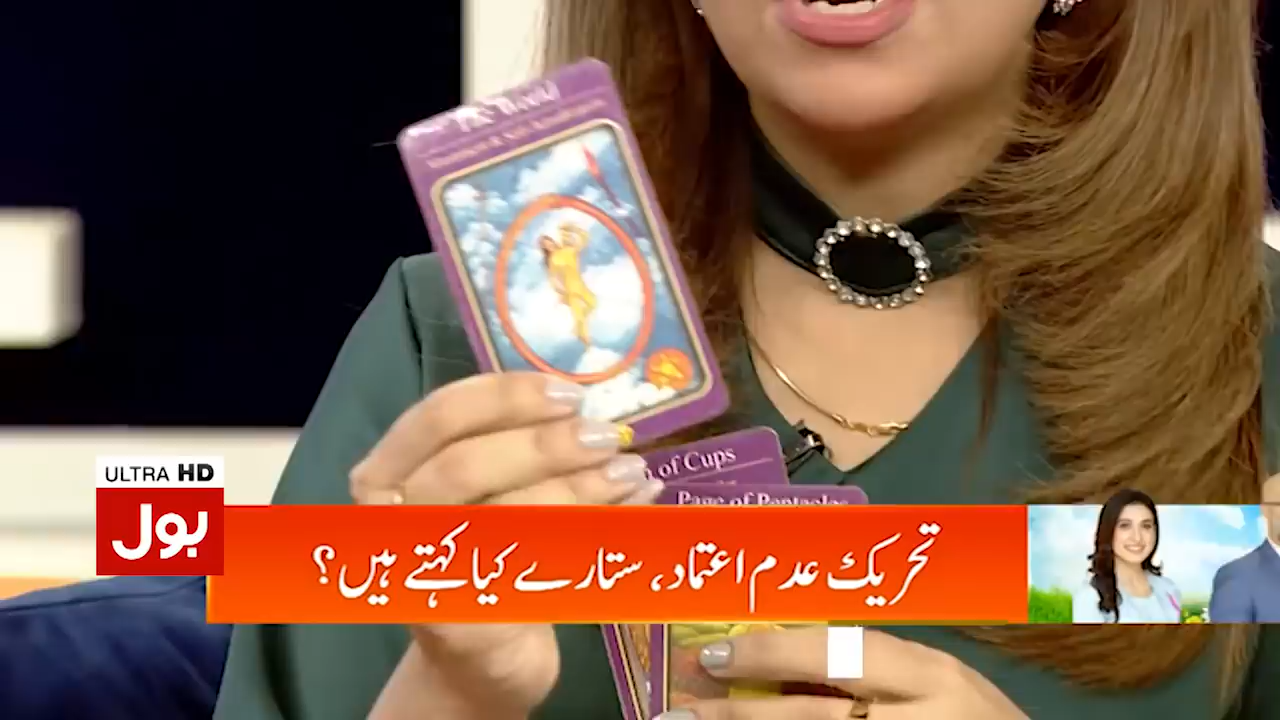 The World
of Cups
Page of Pentacles
ULTRA HD
بول
تحریک عدم اعتماد، ستارے کیا کہتے ہیں؟